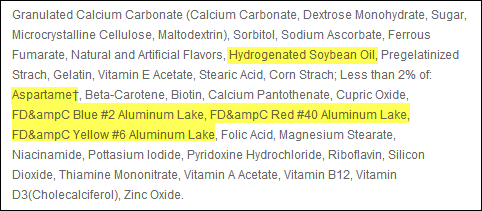 Granulated Calcium Carbonate (Calcium Carbonate, Dextrose Monohydrate, Sugar,
Microcrystalline Cellulose, Maltodextrin), Sorbitol, Sodium Ascorbate, Ferrous
Fumarate, Natural and Artificial Flavors, Hydrogenated Soybean Oil, Pregelatinized
Strach, Gelatin, Vitamin E Acetate, Stearic Acid, Corn Strach; Less than 2% of:
Aspartame†, Beta-Carotene, Biotin, Calcium Pantothenate, Cupric Oxide,
FD&ampC Blue #2 Aluminum Lake, FD&ampC Red #40 Aluminum Lake,
FD&ampC Yellow #6 Aluminum Lake, Folic Acid, Magnesium Stearate,
Niacinamide, Pottasium Iodide, Pyridoxine Hydrochloride, Riboflavin, Silicon
Dioxide, Thiamine Mononitrate, Vitamin A Acetate, Vitamin B12, Vitamin
D3(Cholecalciferol), Zinc Oxide.